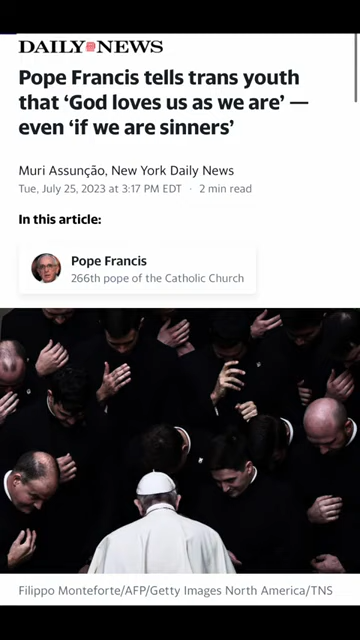 DAILY NEWS
Pope Francis tells trans youth
that ‘God loves us as we are’ —
even ‘if we are sinners’
Muri Assunção, New York Daily News
Tue, July 25, 2023 at 3:17 PM EDT · 2 min read
In this article:
Pope Francis
266th pope of the Catholic Church
Filippo Monteforte/AFP/Getty Images North America/TNS